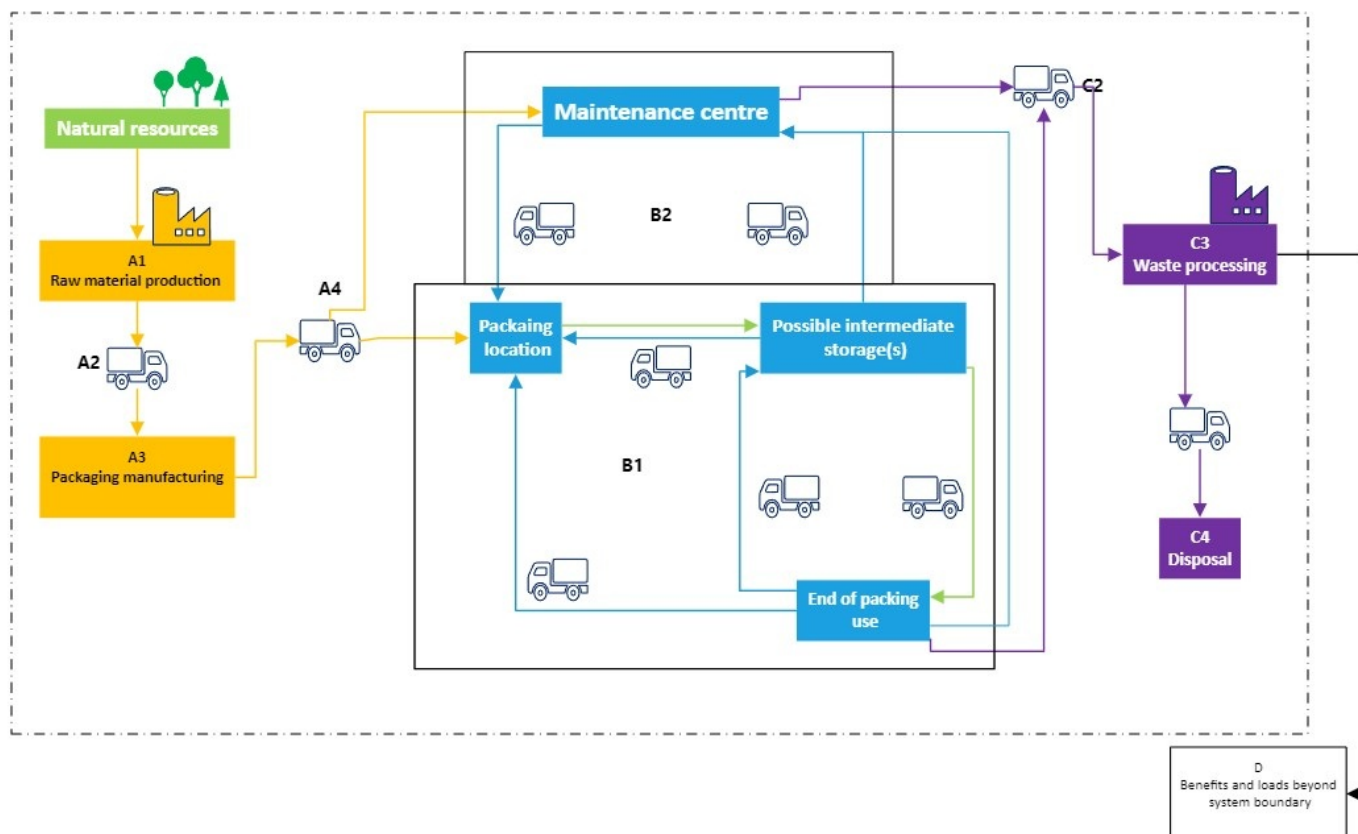 Natural resources
A1
Raw material production
A2
A3
Packaging manufacturing
A4
Maintenance centre
B2
Packaing
location
Possible intermediate
storage(s)
B1
End of packing
use
C2
C3
Waste processing
C4
Disposal
D
Benefits and loads beyond
system boundary